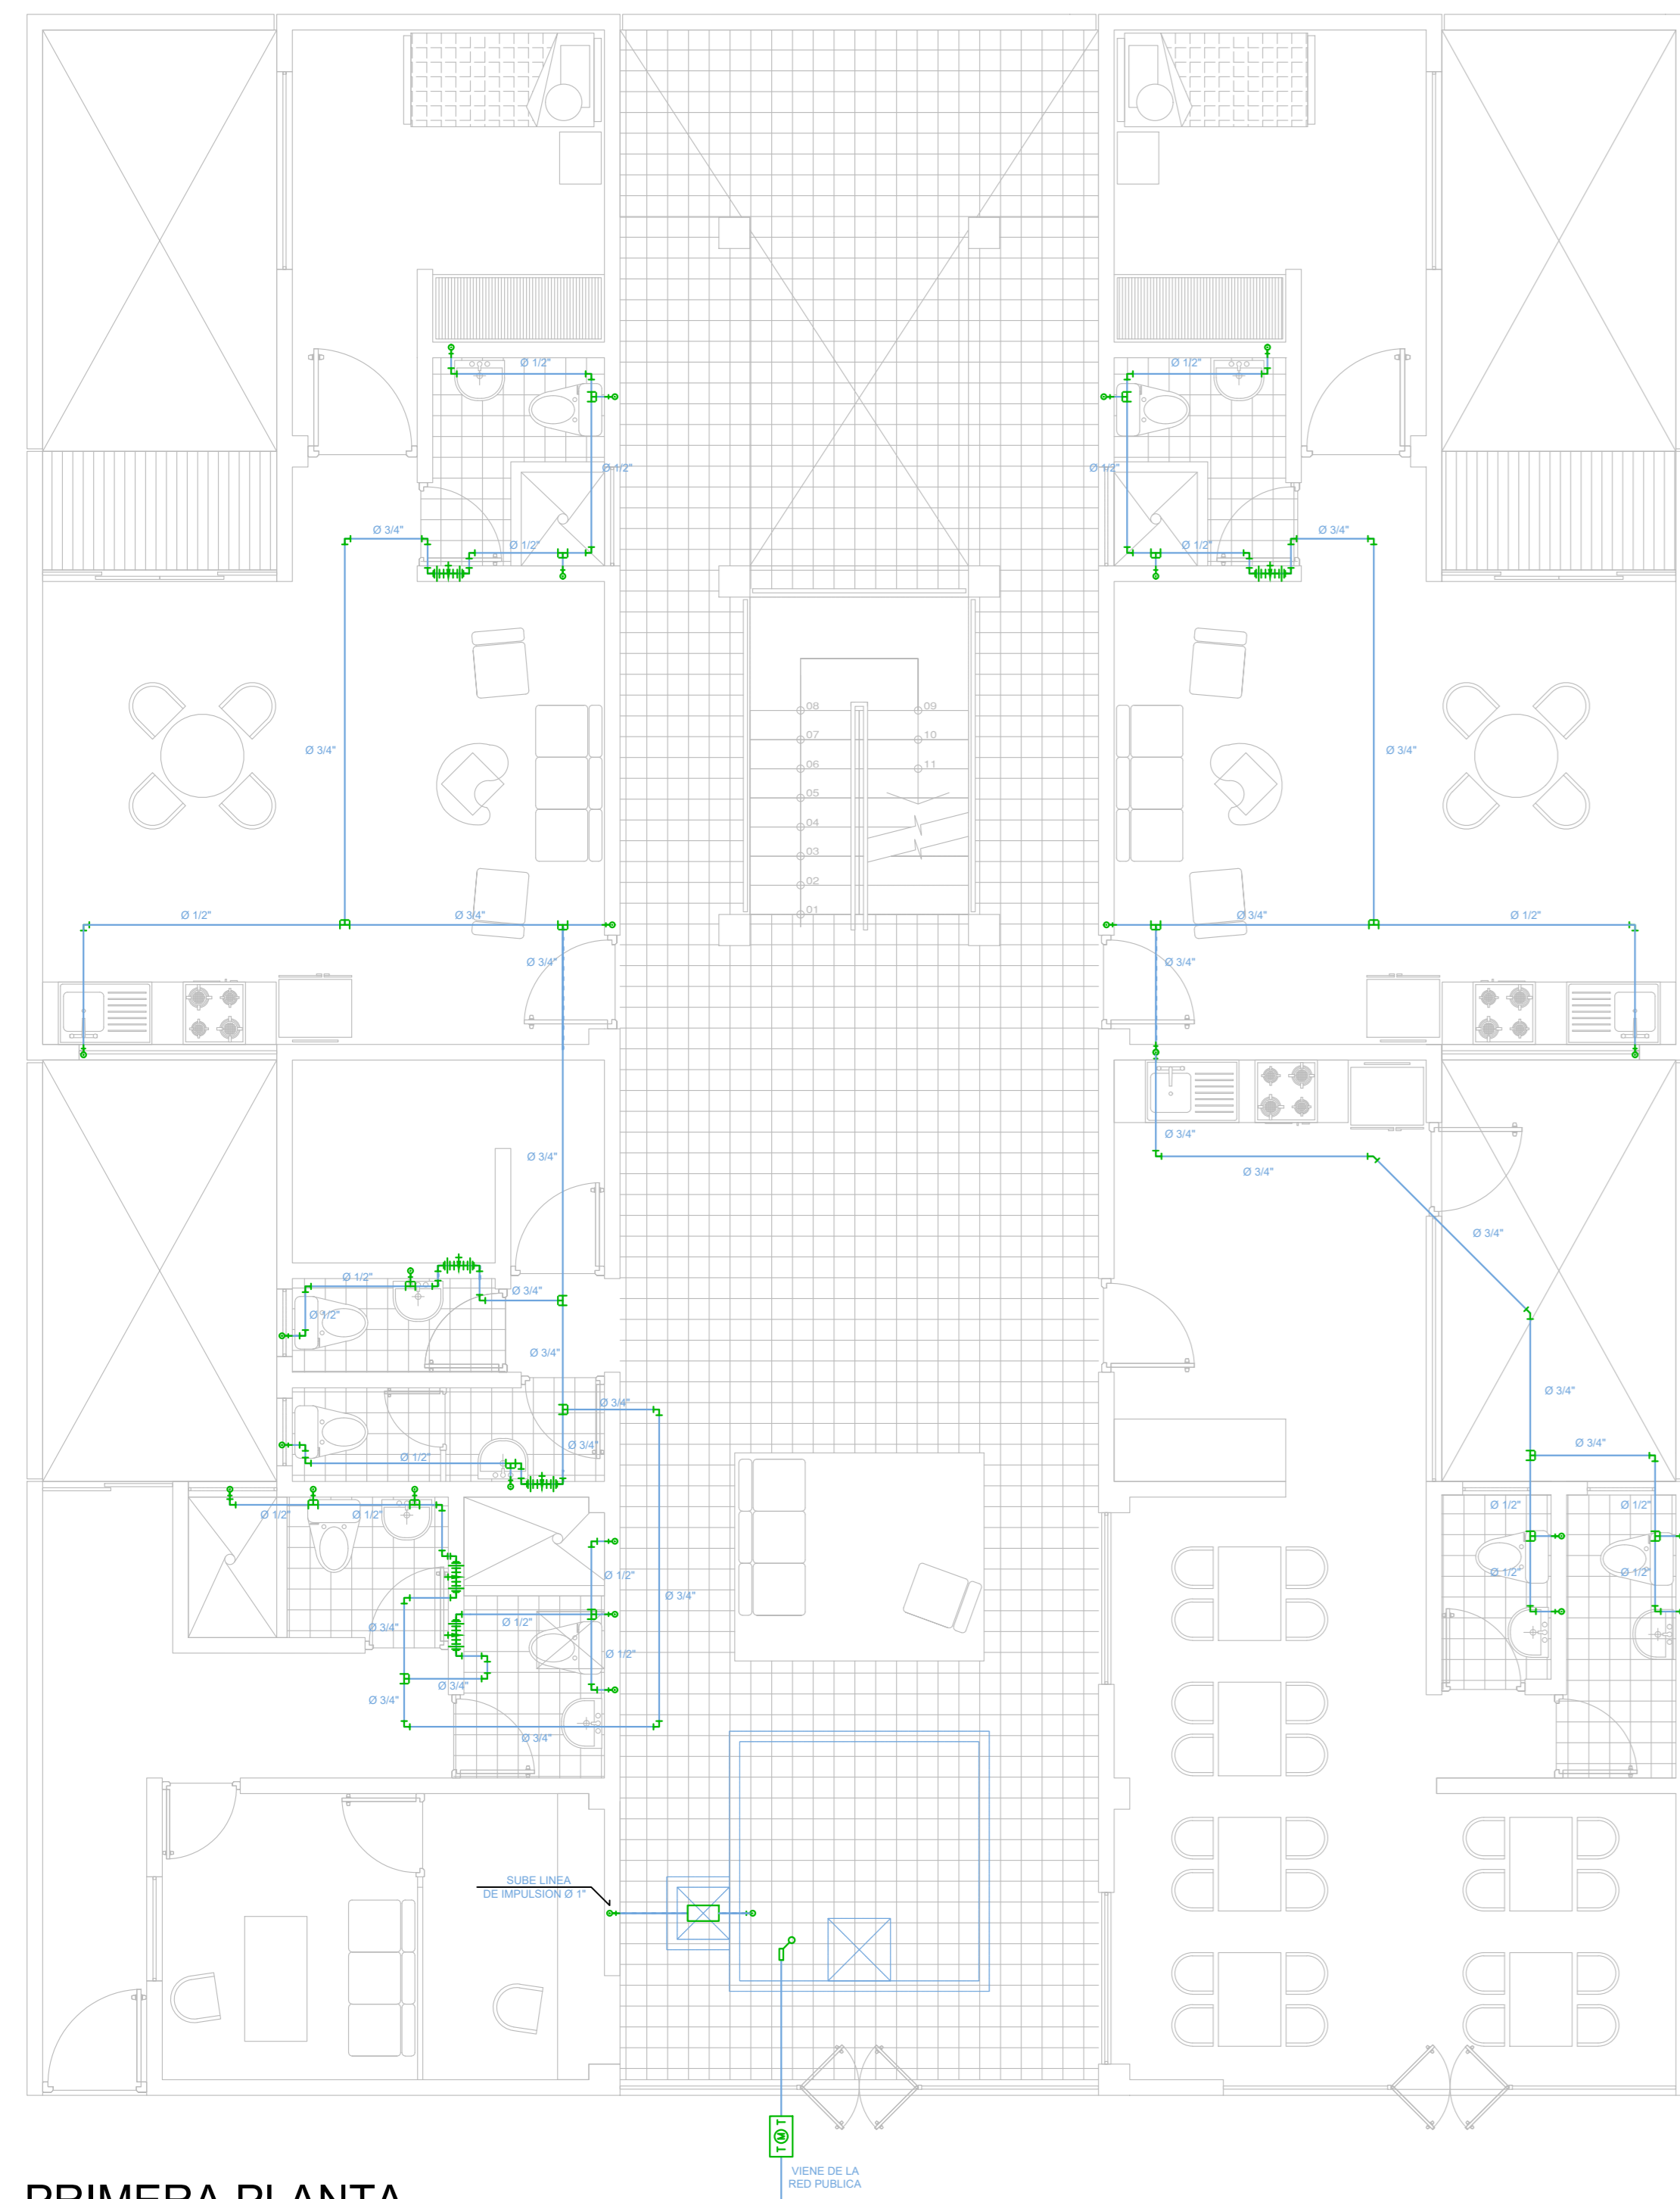 Ø 1/2"
Ø 1/2"
Ø 1/2"
Ø 1/2"
Ø 3/4"
Ø 1/2"
Ø 1/2"
Ø 3/4"
08
09
07
10
Ø 3/4"
Ø 3/4"
06
11
05
04
03
02
01
Ø 1/2"
Ø 3/4"
Ø 3/4"
Ø 1/2"
Ø 3/4"
Ø 3/4"
Ø 3/4"
Ø 3/4"
Ø 3/4"
Ø 3/4"
Ø 1/2"
Ø 3/4"
Ø 1/2"
Ø 3/4"
Ø 3/4"
Ø 3/4"
Ø 3/4"
Ø 3/4"
Ø 1/2"
Ø 1/2"
Ø 1/2"
Ø 1/2"
Ø 1/2"
Ø 1/2"
Ø 1/2"
Ø 1/2"
Ø 3/4"
Ø 1/2"
Ø 3/4"
Ø 1/2"
Ø 3/4"
Ø 3/4"
Ø 3/4"
SUBE LINEA
DE IMPULSION Ø 1"
T M T
VIENE DE LA
RED PUBLICA
PRIMERA PLANTA